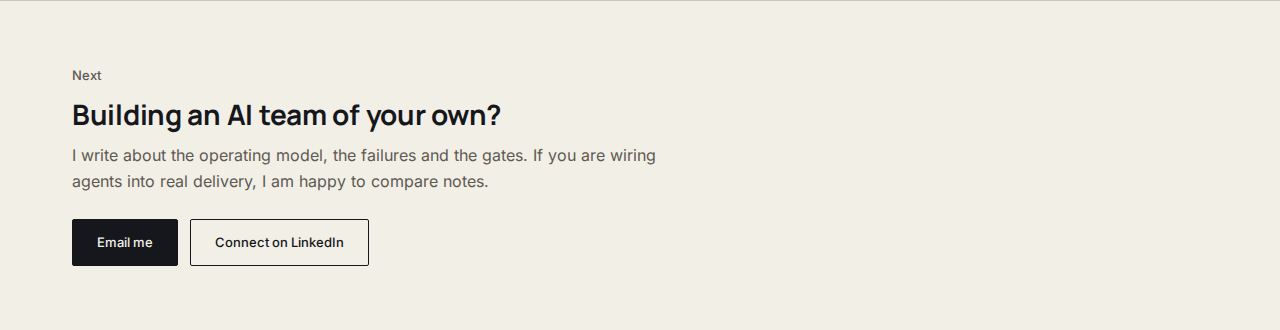 Next
Building an AI team of your own?
I write about the operating model, the failures and the gates. If you are wiring
agents into real delivery, I am happy to compare notes.
Email me
Connect on LinkedIn